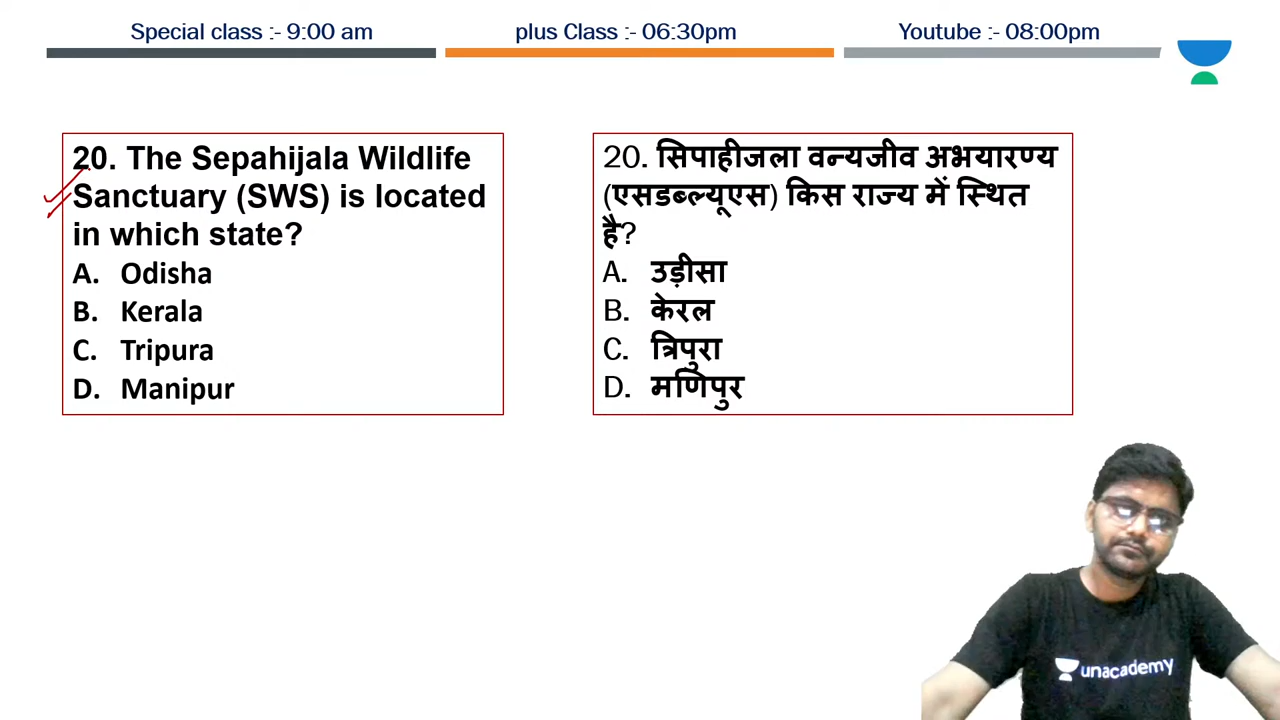 Special class :- 9:00 am
plus Class :- 06:30pm
Youtube :- 08:00pm
20. The Sepahijala Wildlife
Sanctuary (SWS) is located
in which state?
A. Odisha
B. Kerala
C. Tripura
D. Manipur
20. सिपाहीजला वन्यजीव अभयारण्य
(एसडब्ल्यूएस) किस राज्य में स्थित
है?
A. उड़ीसा
B. केरल
C. त्रिपुरा
D. मणिपुर
unacademy